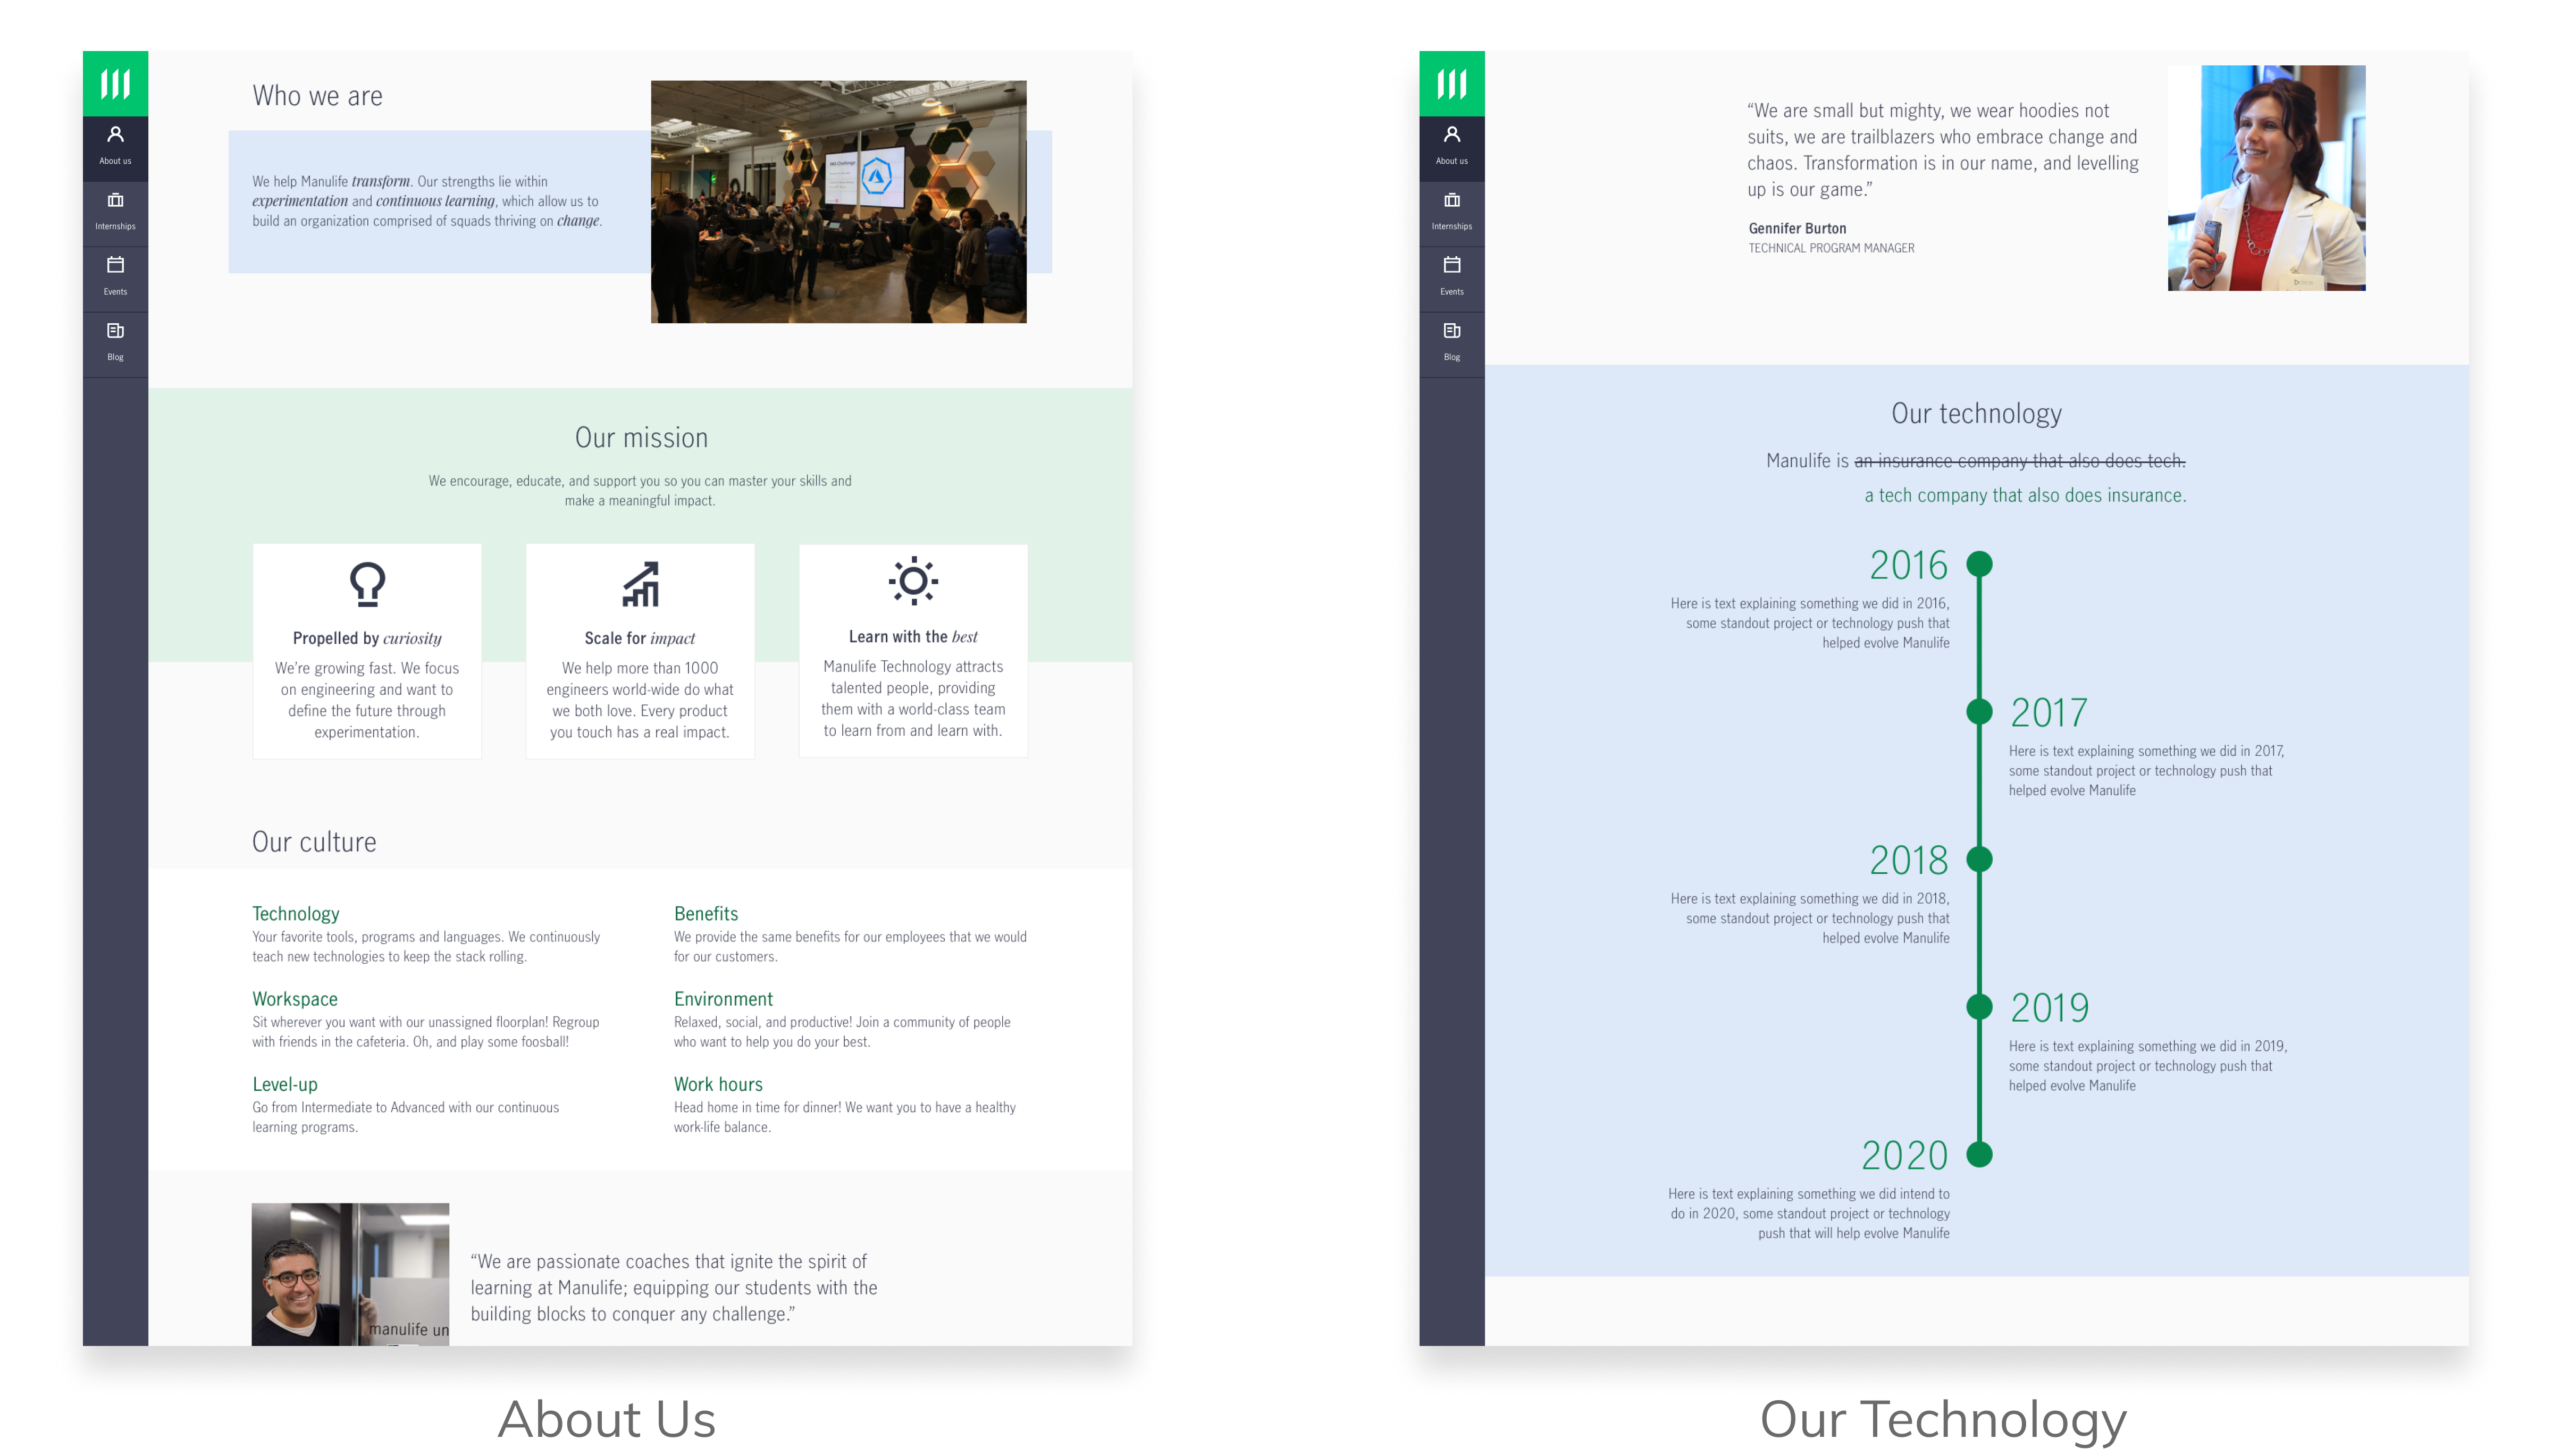 About us
Internships
Events
Blog
Who we are
We help Manulife transform. Our strengths lie within
experimentation and continuous learning, which allow us to
build an organization comprised of squads thriving on change.
Our mission
We encourage, educate, and support you so you can master your skills and
make a meaningful impact.
Propelled by curiosity
We're growing fast. We focus
on engineering and want to
define the future through
experimentation.
Scale for impact
We help more than 1000
engineers world-wide do what
we both love. Every product
you touch has a real impact.
Learn with the best
Manulife Technology attracts
talented people, providing
them with a world-class team
to learn from and learn with.
Our culture
Technology
Your favorite tools, programs and languages. We continuously
teach new technologies to keep the stack rolling.
Benefits
We provide the same benefits for our employees that we would
for our customers.
Workspace
Sit wherever you want with our unassigned floorplan! Regroup
with friends in the cafeteria. Oh, and play some foosball!
Environment
Relaxed, social, and productive! Join a community of people
who want to help you do your best.
Level-up
Go from Intermediate to Advanced with our continuous
learning programs.
Work hours
Head home in time for dinner! We want you to have a healthy
work-life balance.
manulife un
“We are passionate coaches that ignite the spirit of
learning at Manulife; equipping our students with the
building blocks to conquer any challenge.”
About Us
About us
Internships
Events
Blog
“We are small but mighty, we wear hoodies not
suits, we are trailblazers who embrace change and
chaos. Transformation is in our name, and levelling
up is our game.”
Gennifer Burton
TECHNICAL PROGRAM MANAGER
Our technology
Manulife is an insurance company that also does tech.
a tech company that also does insurance.
2016
Here is text explaining something we did in 2016,
some standout project or technology push that
helped evolve Manulife
2017
Here is text explaining something we did in 2017,
some standout project or technology push that
helped evolve Manulife
2018
Here is text explaining something we did in 2018,
some standout project or technology push that
helped evolve Manulife
2019
Here is text explaining something we did in 2019,
some standout project or technology push that
helped evolve Manulife
2020
Here is text explaining something we did intend to
do in 2020, some standout project or technology
push that will help evolve Manulife
Our Technology